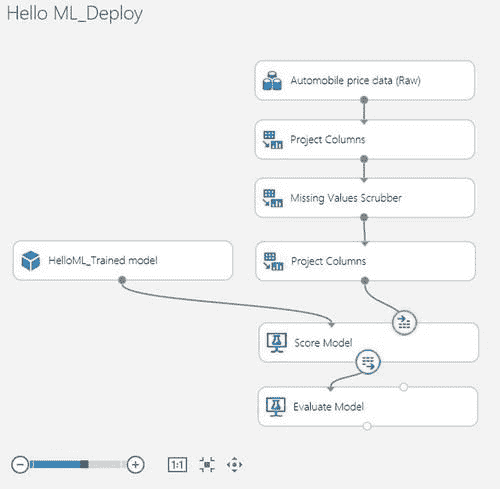 Hello ML_Deploy
Automobile price data (Raw)
Project Columns
Missing Values Scrubber
HelloML_Trained model
Project Columns
Score Model
Evaluate Model
1:1